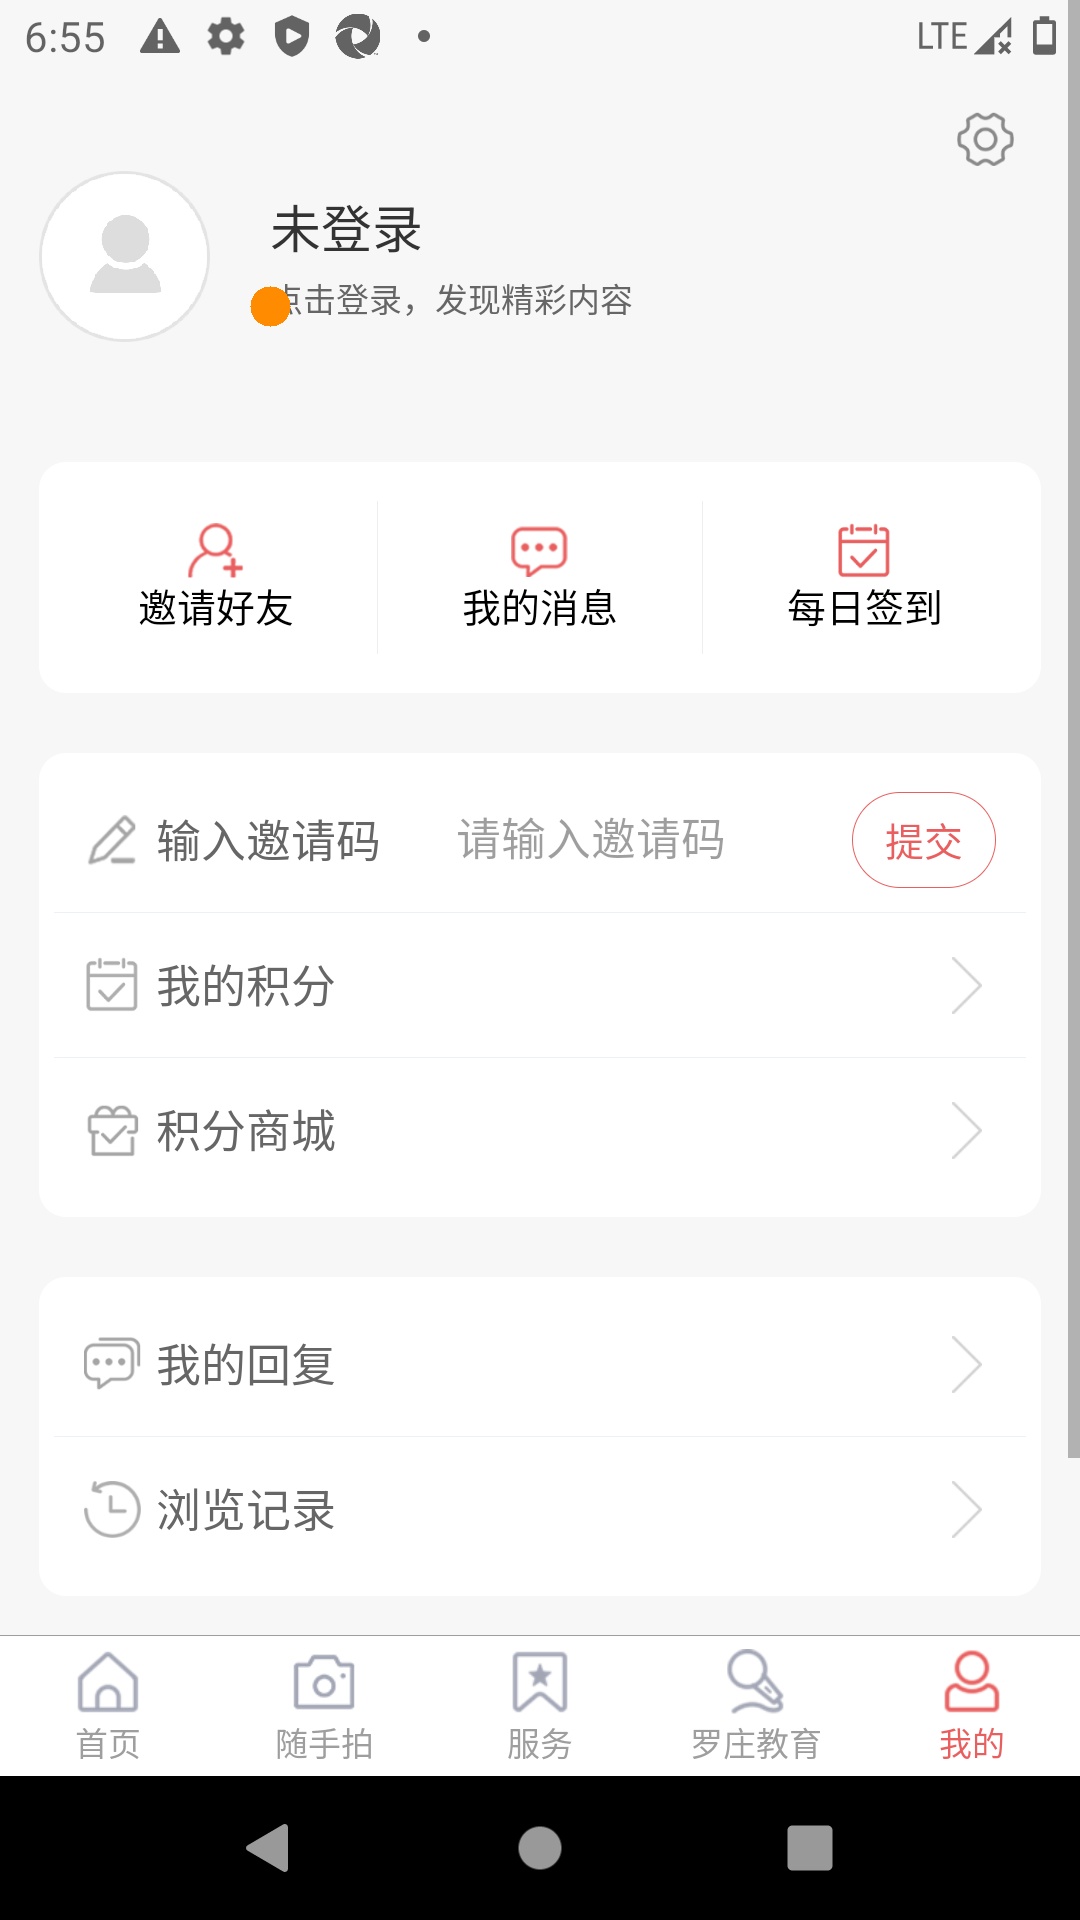 6:55
LTE
未登录
点击登录，发现精彩内容
邀请好友
我的消息
每日签到
输入邀请码
请输入邀请码
提交
我的积分
积分商城
我的回复
浏览记录
首页
随手拍
服务
罗庄教育
我的